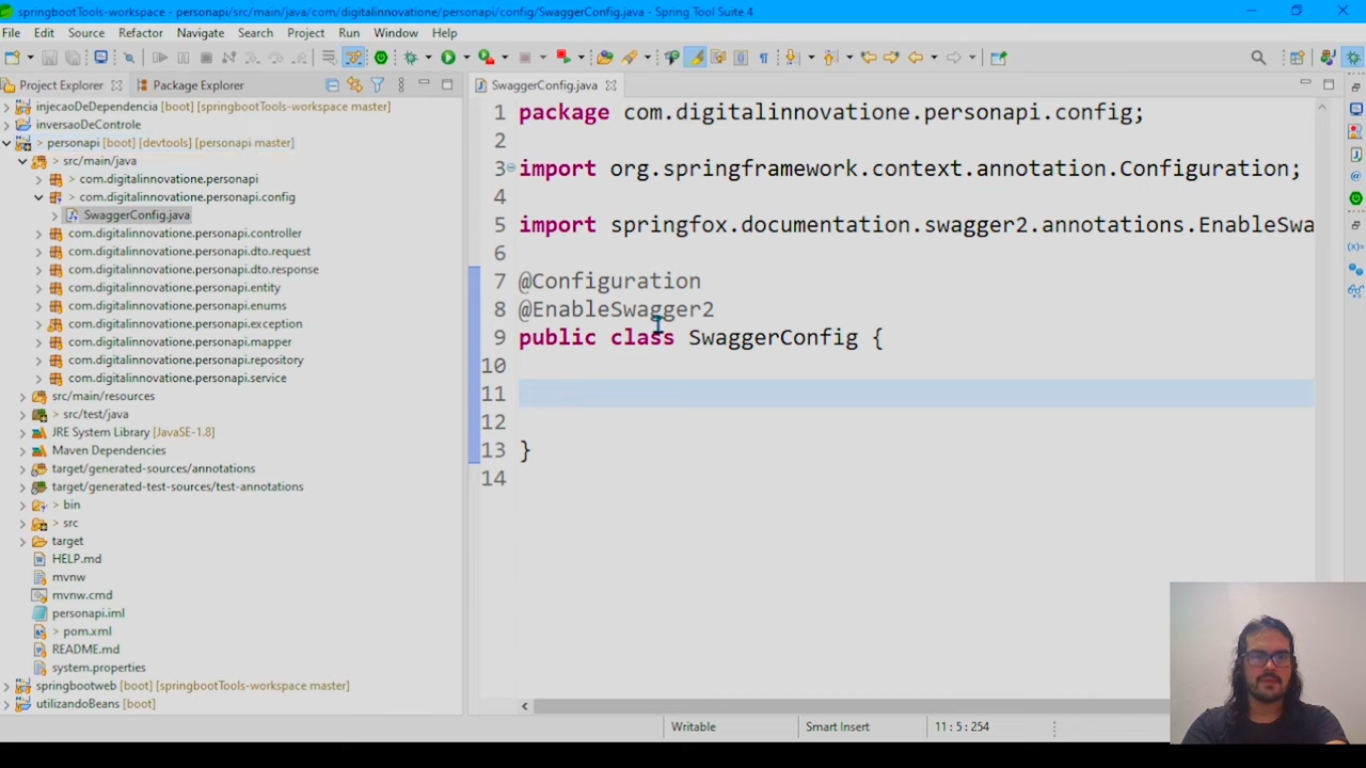 springbootTools-workspace - personapi/src/main/java/com/digitalinnovatione/personapi/config/SwaggerConfig.java - Spring Tool Suite 4
File Edit Source Refactor Navigate Search Project Run Window Help
Project Explorer
Package Explorer
injecaoDeDependencia [boot] [springbootTools-workspace master]
inversaoDeControle
> personapi [boot] [devtools] [personapi master]
> src/main/java
> com.digitalinnovatione.personapi
> com.digitalinnovatione.personapi.config
SwaggerConfig.java
com.digitalinnovatione.personapi.controller
com.digitalinnovatione.personapi.dto.request
com.digitalinnovatione.personapi.dto.response
com.digitalinnovatione.personapi.entity
com.digitalinnovatione.personapi.enums
com.digitalinnovatione.personapi.exception
com.digitalinnovatione.personapi.mapper
com.digitalinnovatione.personapi.repository
com.digitalinnovatione.personapi.service
src/main/resources
> src/test/java
JRE System Library [JavaSE-1.8]
Maven Dependencies
target/generated-sources/annotations
target/generated-test-sources/test-annotations
> bin
> src
target
HELP.md
mvnw
mvnw.cmd
personapi.iml
> pom.xml
README.md
system.properties
springbootweb [boot] [springbootTools-workspace master]
utilizandoBeans [boot]
SwaggerConfig.java
1 package com.digitalinnovatione.personapi.config;
2
3 import org.springframework.context.annotation.Configuration;
4
5 import springfox.documentation.swagger2.annotations.EnableSwa
6
7 @Configuration
8 @EnableSwagger2
9 public class SwaggerConfig {
10
11
12
13 }
14
Writable
Smart Insert
11 : 5 : 254